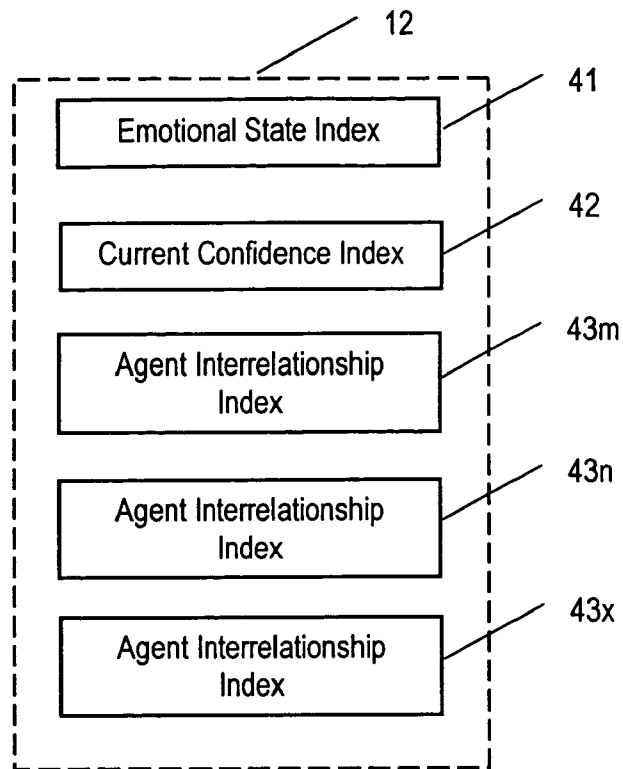 12
41
Emotional State Index
42
Current Confidence Index
43m
Agent Interrelationship
Index
43n
Agent Interrelationship
Index
43x
Agent Interrelationship
Index